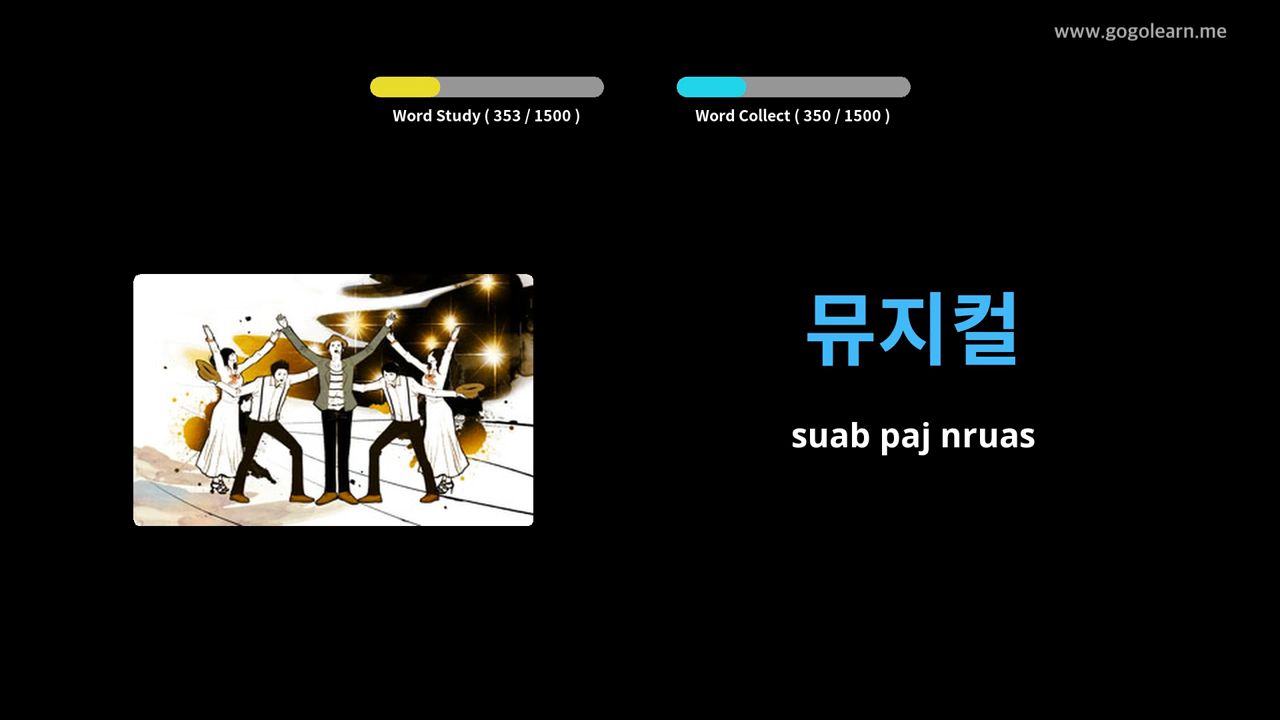 www.gogolearn.me
Word Study ( 353 / 1500 )
Word Collect ( 350 / 1500 )
뮤지컬
suab paj nruas